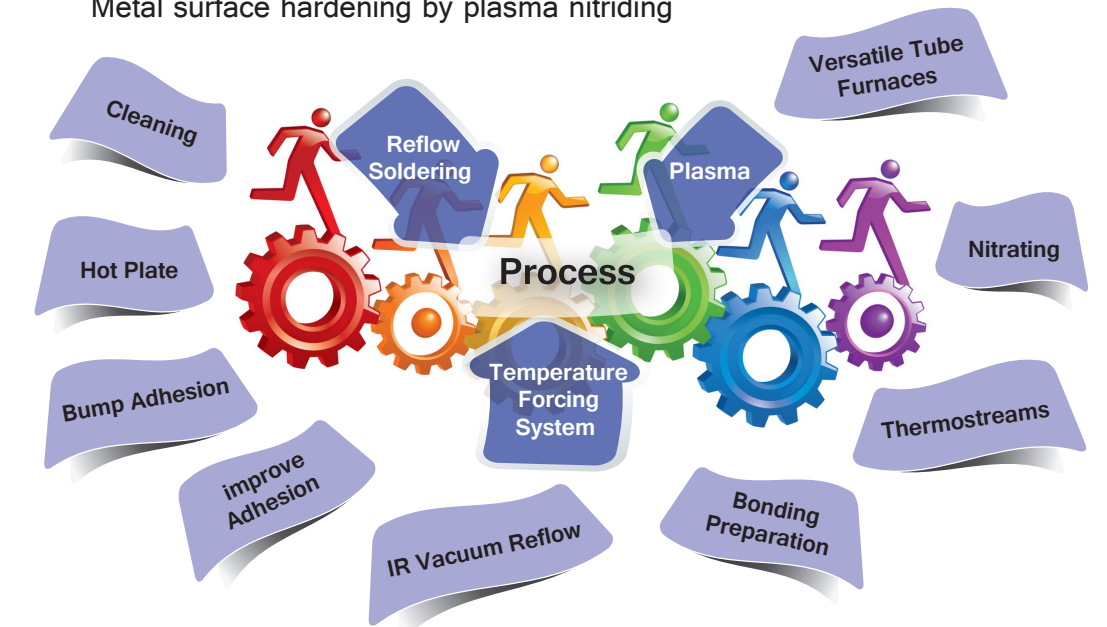 Metal surface hardening by plasma nitriding
Versatile Tube
Furnaces
Cleaning
Reflow
Soldering
Plasma
Hot Plate
Process
Nitrating
Temperature
Forcing
System
Bump Adhesion
Thermostreams
improve
Adhesion
IR Vacuum Reflow
Bonding
Preparation